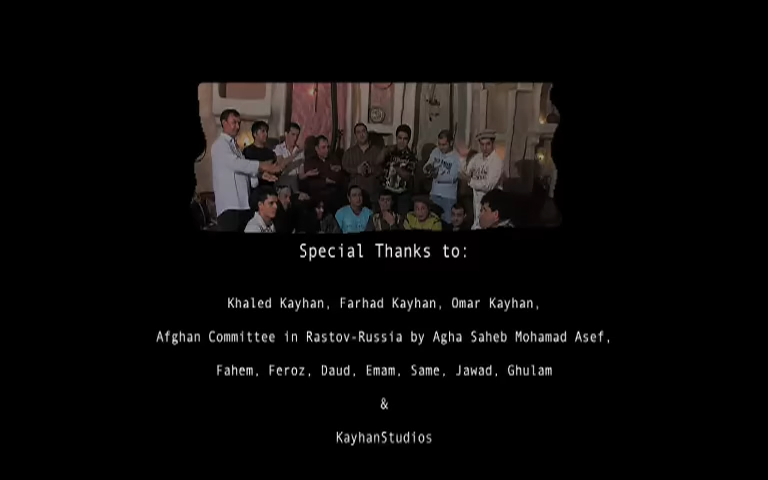 Special Thanks to:
Khaled Kayhan, Farhad Kayhan, Omar Kayhan,
Afghan Committee in Rastov-Russia by Agha Saheb Mohamad Asef,
Fahem, Feroz, Daud, Emam, Same, Jawad, Ghulam
&
KayhanStudios